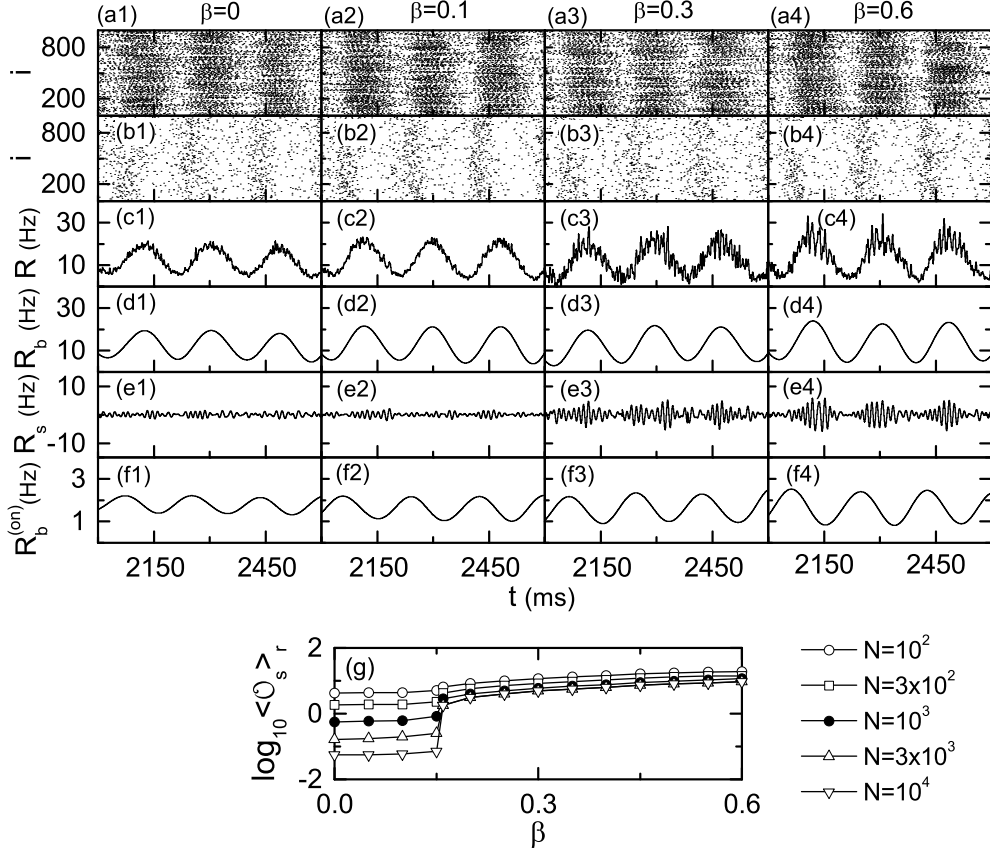 (a1) β=0 (a2) β=0.1 (a3) β=0.3 (a4) β=0.6
i 800 200
(b1) (b2) (b3) (b4)
i 800 200
(c1) (c2) (c3) (c4)
R (Hz) 30 10
(d1) (d2) (d3) (d4)
R_b (Hz) 30 10
(e1) (e2) (e3) (e4)
R_s (Hz) 10 -10
(f1) (f2) (f3) (f4)
R_b^(on) (Hz) 3 1
2150 2450 2150 2450 2150 2450 2150 2450
t (ms)
(g)
log_10 <O_s>_r
2 0 -2
0.0 0.3 0.6
β
N=10^2
N=3x10^2
N=10^3
N=3x10^3
N=10^4